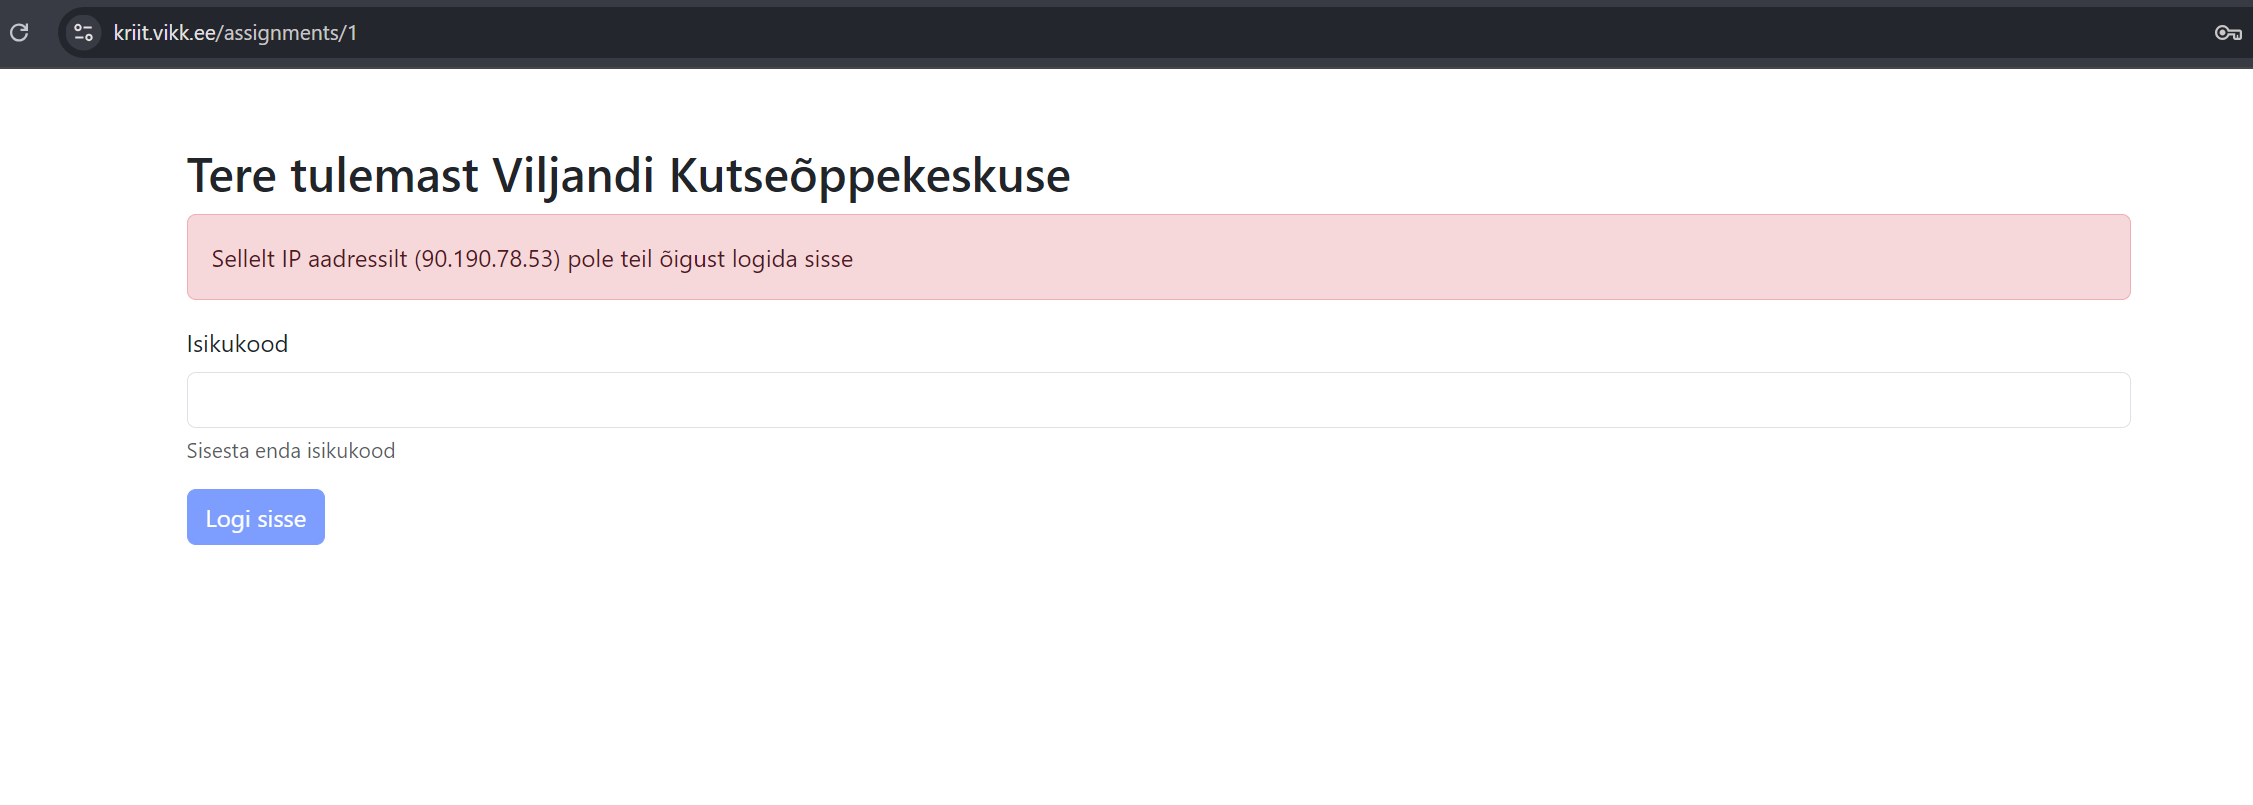 kriit.vikk.ee/assignments/1
Tere tulemast Viljandi Kutseõppekeskuse
Sellelt IP aadressilt (90.190.78.53) pole teil õigust logida sisse
Isikukood
Sisesta enda isikukood
Logi sisse